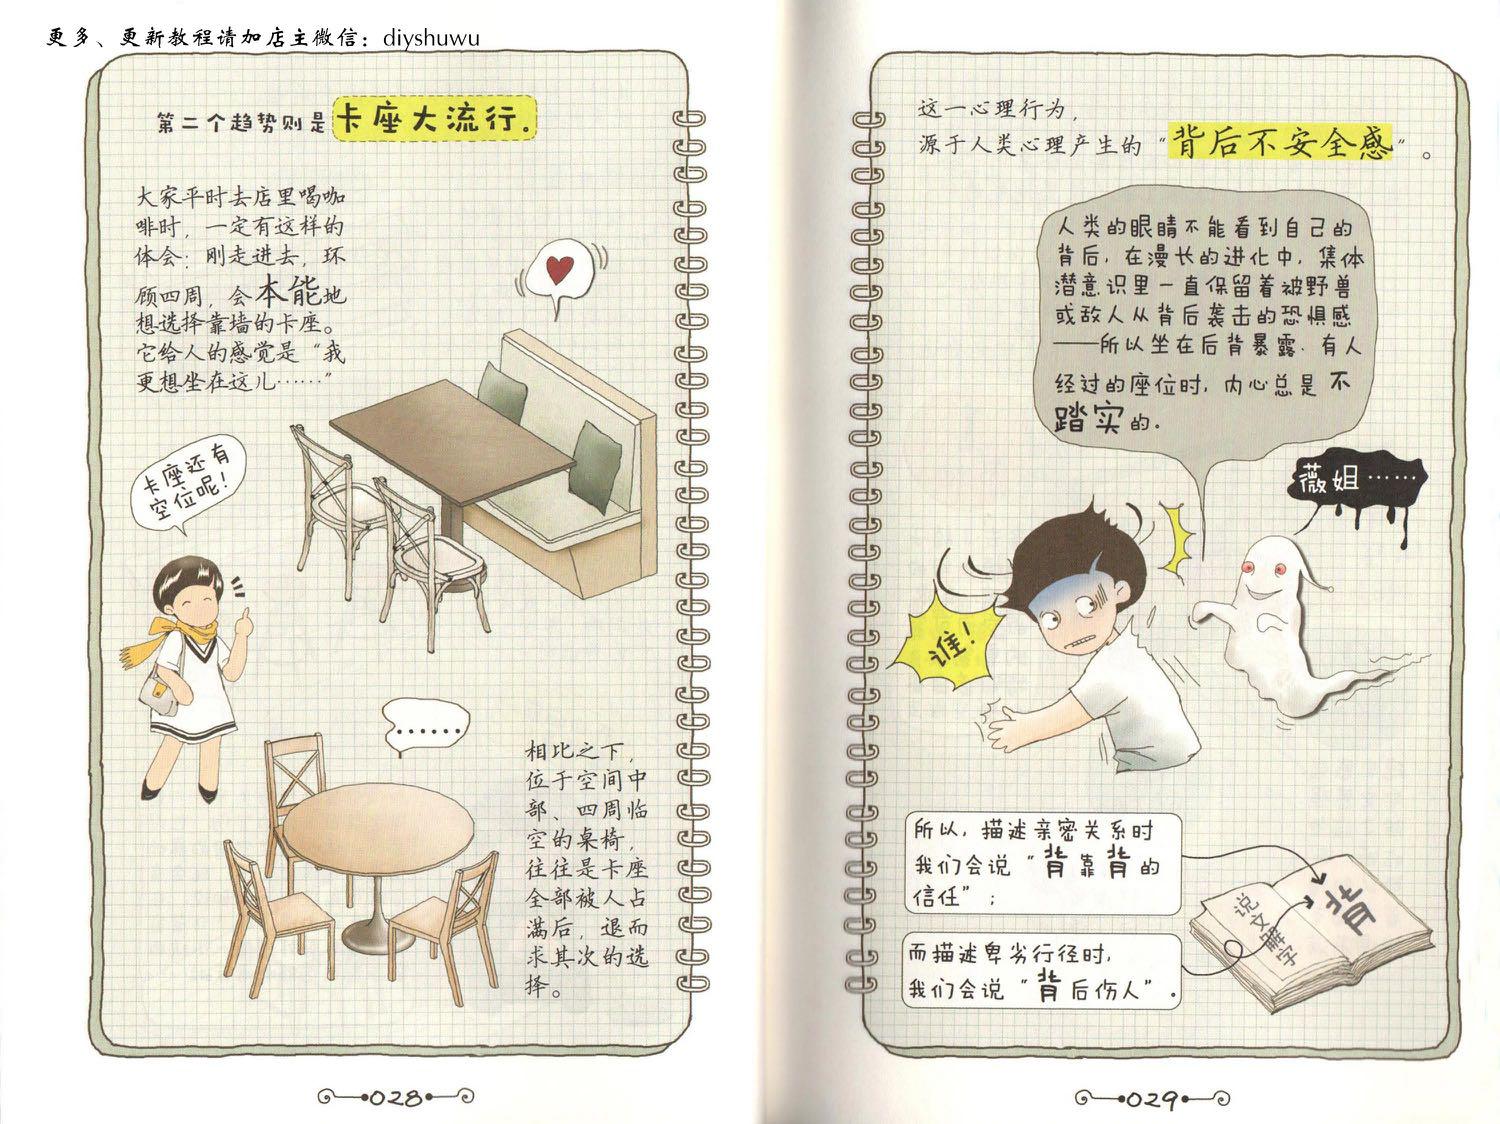 更多、更新教程请加店主微信：diyshuwu
第二个趋势则是卡座大流行。
大家平时去店里喝咖
啡时，一定有这样的
体会：刚走进去，环
顾四周，会本能地
想选择靠墙的卡座。
它给人的感觉是“我
更想坐在这儿……”
卡座还有
空位呢！
……
相比之下，
位于空间中
部、四周临
空的桌椅，
往往是卡座
全部被人占
满后，退而
求其次的选
择。
028
这一心理行为，
源于人类心理产生的“背后不安全感”。
人类的眼睛不能看到自己的
背后，在漫长的进化中，集体
潜意识里一直保留着被野兽
或敌人从背后袭击的恐惧感
——所以坐在后背暴露、有人
经过的座位时，内心总是不
踏实的。
薇姐……
谁！
所以，描述亲密关系时
我们会说“背靠背的
信任”；
而描述卑劣行径时，
我们会说“背后伤人”。
说文解字
背
029